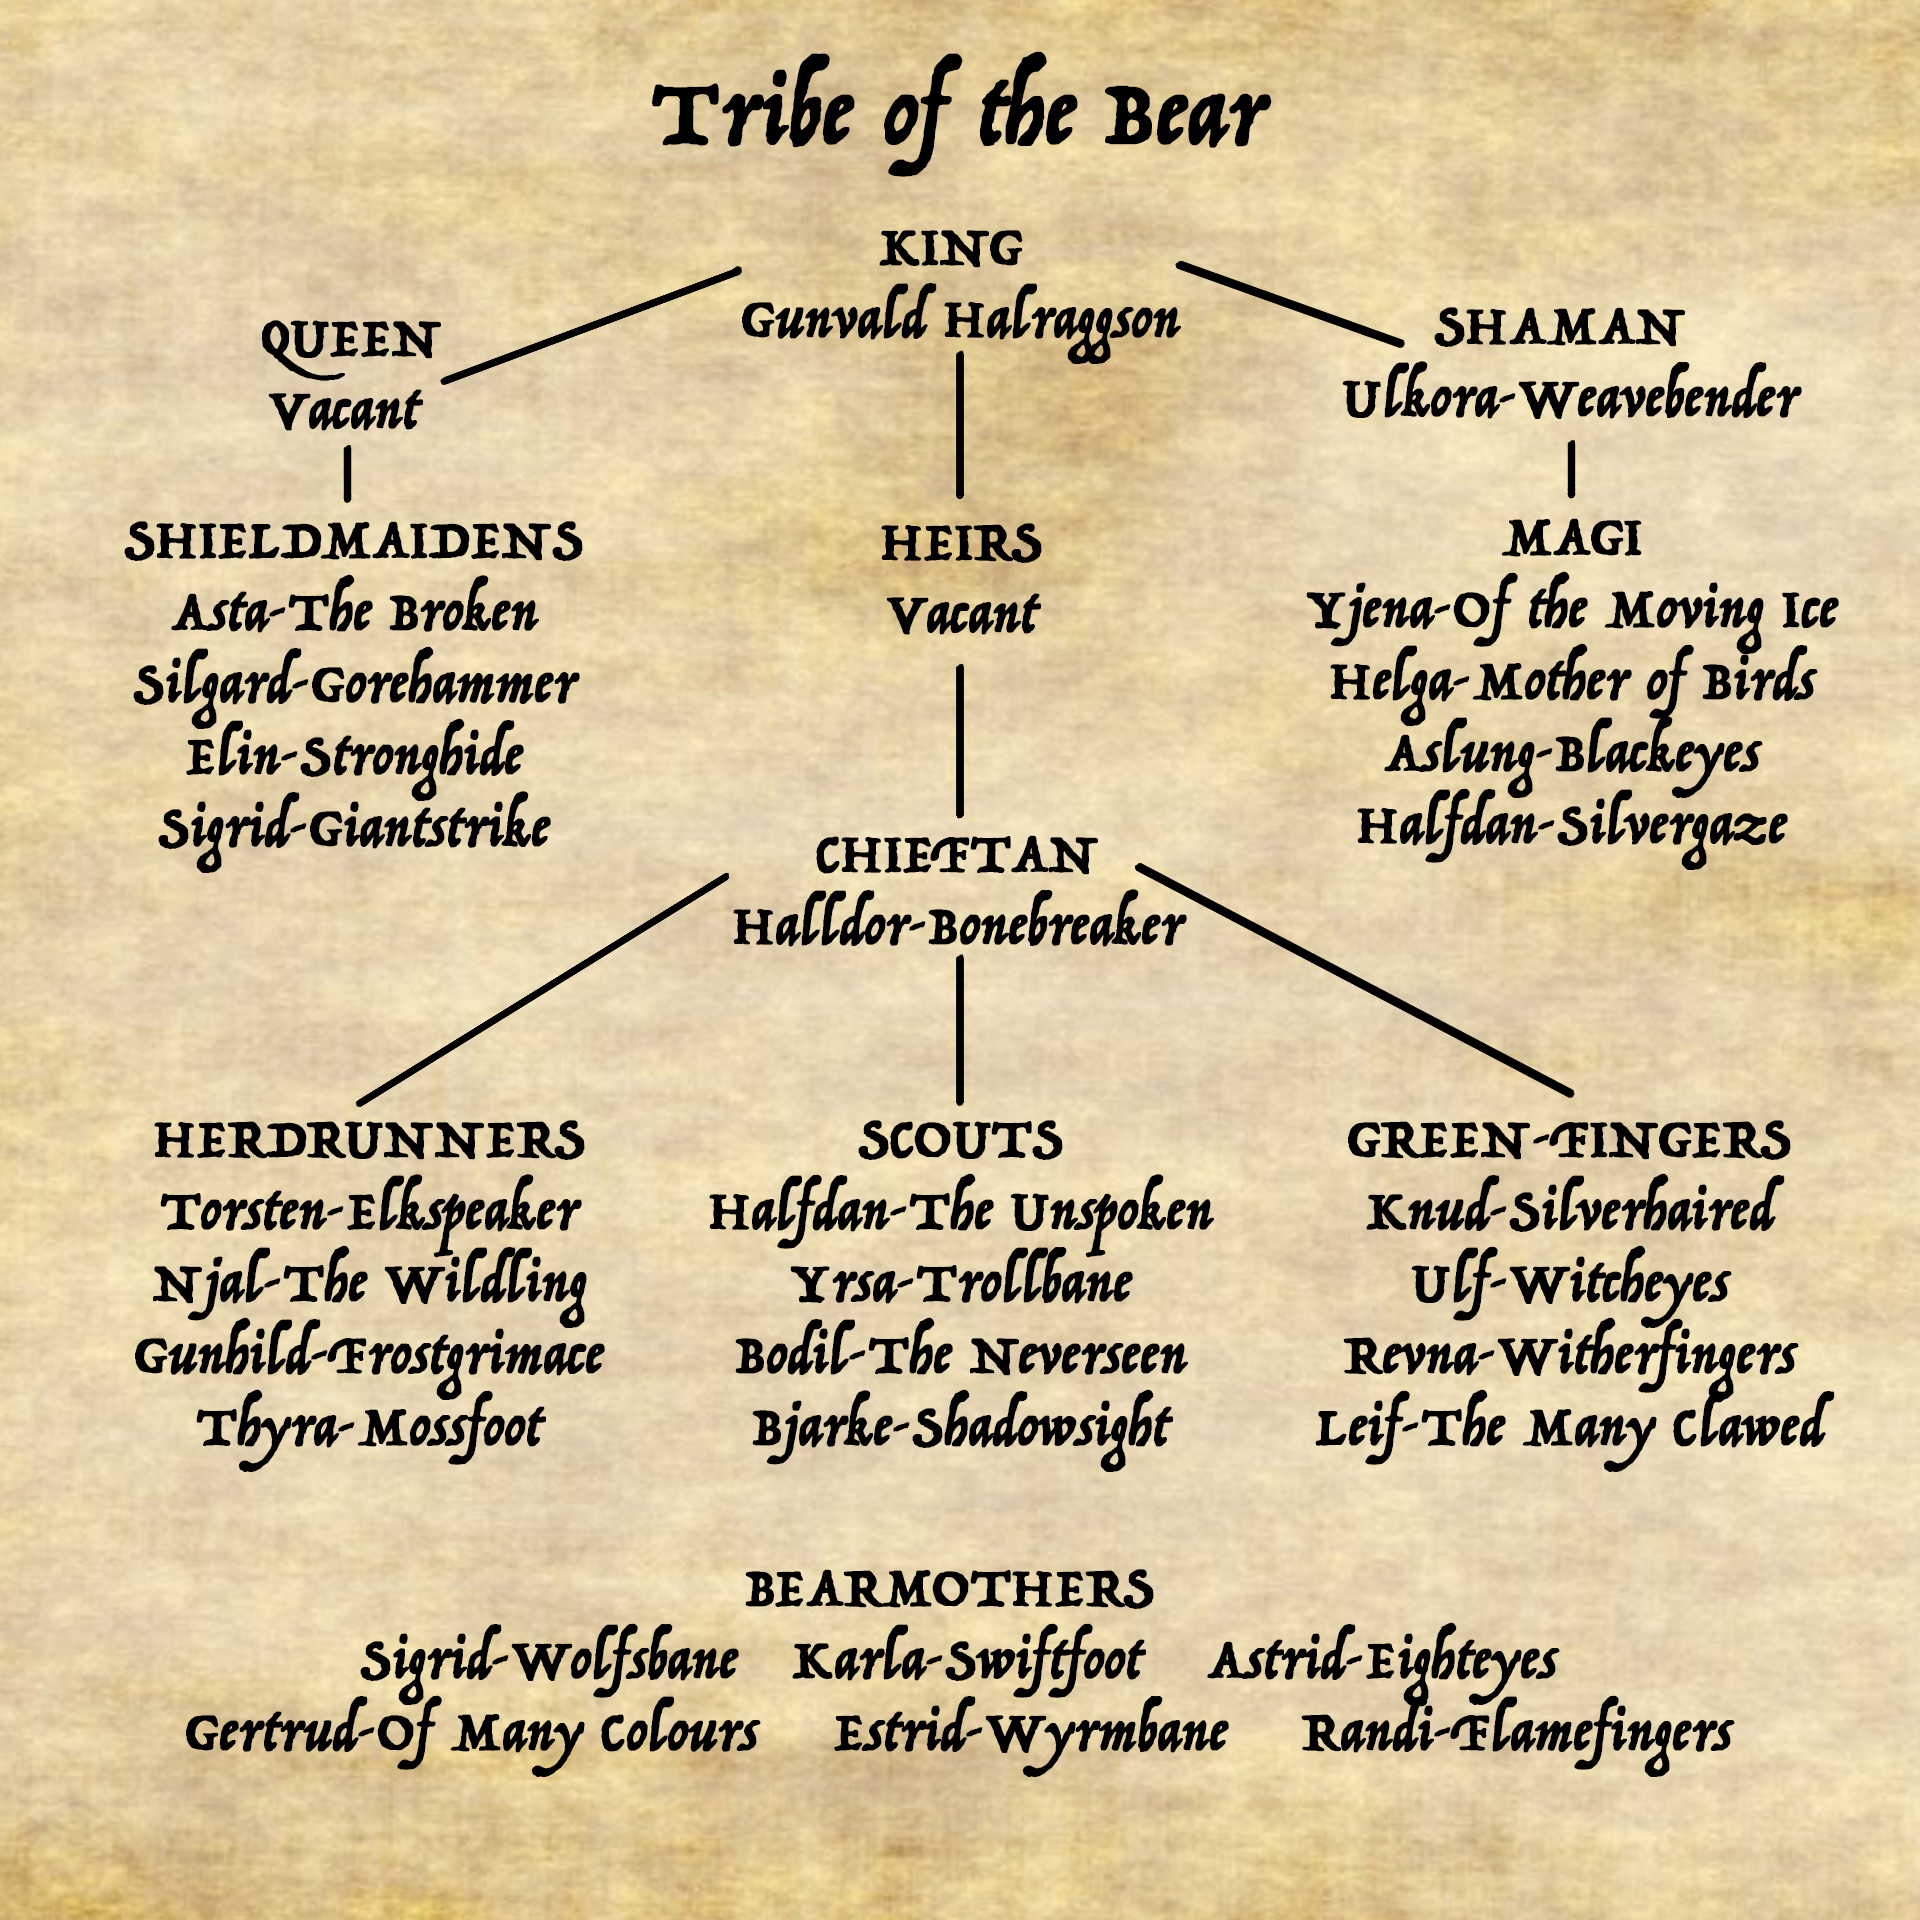 Tribe of the Bear
KING
Gunvald Halraggson
QUEEN
Vacant
SHAMAN
Ulkora-Weavebender
SHIELDMAIDENS
Asta-The Broken
Silgard-Gorehammer
Elin-Stronghide
Sigrid-Giantstrike
HEIRS
Vacant
MAGI
Yjena-Of the Moving Ice
Helga-Mother of Birds
Aslung-Blackeyes
Halfdan-Silvergaze
CHIEFTAN
Halldor-Bonebreaker
HERDRUNNERS
Torsten-Elkspeaker
Njal-The Wildling
Gunhild-Frostgrimace
Thyra-Mossfoot
SCOUTS
Halfdan-The Unspoken
Yrsa-Trollbane
Bodil-The Neverseen
Bjarke-Shadowsight
GREEN-FINGERS
Knud-Silverhaired
Ulf-Witcheyes
Revna-Witherfingers
Leif-The Many Clawed
BEARMOTHERS
Sigrid-Wolfsbane Karla-Swiftfoot Astrid-Eighteyes
Gertrud-Of Many Colours Estrid-Wyrmbane Randi-Flamefingers